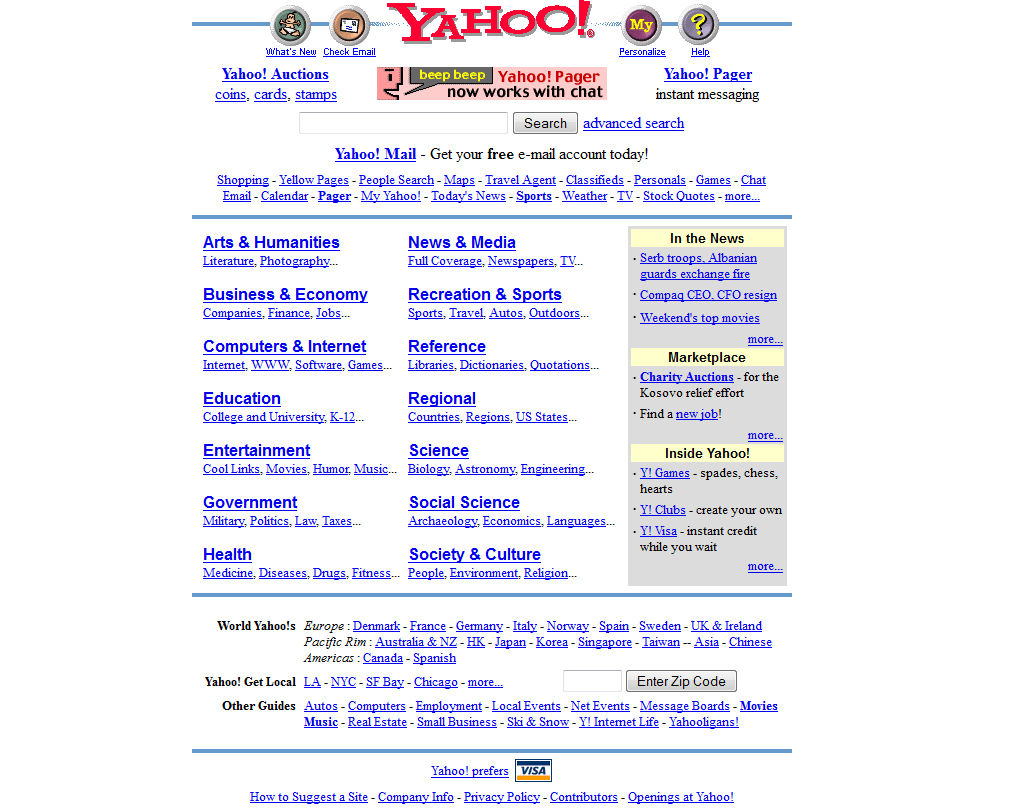 YAHOO!
What's New Check Email My Personalize ? Help
Yahoo! Auctions
coins, cards, stamps
beep beep Yahoo! Pager
now works with chat
Yahoo! Pager
instant messaging
Search advanced search
Yahoo! Mail - Get your free e-mail account today!
Shopping - Yellow Pages - People Search - Maps - Travel Agent - Classifieds - Personals - Games - Chat
Email - Calendar - Pager - My Yahoo! - Today's News - Sports - Weather - TV - Stock Quotes - more...
Arts & Humanities
Literature, Photography...
Business & Economy
Companies, Finance, Jobs...
Computers & Internet
Internet, WWW, Software, Games...
Education
College and University, K-12...
Entertainment
Cool Links, Movies, Humor, Music...
Government
Military, Politics, Law, Taxes...
Health
Medicine, Diseases, Drugs, Fitness...
News & Media
Full Coverage, Newspapers, TV...
Recreation & Sports
Sports, Travel, Autos, Outdoors...
Reference
Libraries, Dictionaries, Quotations...
Regional
Countries, Regions, US States...
Science
Biology, Astronomy, Engineering...
Social Science
Archaeology, Economics, Languages...
Society & Culture
People, Environment, Religion...
In the News
· Serb troops, Albanian
guards exchange fire
· Compaq CEO, CFO resign
· Weekend's top movies
more...
Marketplace
· Charity Auctions - for the
Kosovo relief effort
· Find a new job!
more...
Inside Yahoo!
· Y! Games - spades, chess,
hearts
· Y! Clubs - create your own
· Y! Visa - instant credit
while you wait
more...
World Yahoo!s Europe : Denmark - France - Germany - Italy - Norway - Spain - Sweden - UK & Ireland
Pacific Rim : Australia & NZ - HK - Japan - Korea - Singapore - Taiwan -- Asia - Chinese
Americas : Canada - Spanish
Yahoo! Get Local LA - NYC - SF Bay - Chicago - more... Enter Zip Code
Other Guides Autos - Computers - Employment - Local Events - Net Events - Message Boards - Movies
Music - Real Estate - Small Business - Ski & Snow - Y! Internet Life - Yahooligans!
Yahoo! prefers VISA
How to Suggest a Site - Company Info - Privacy Policy - Contributors - Openings at Yahoo!